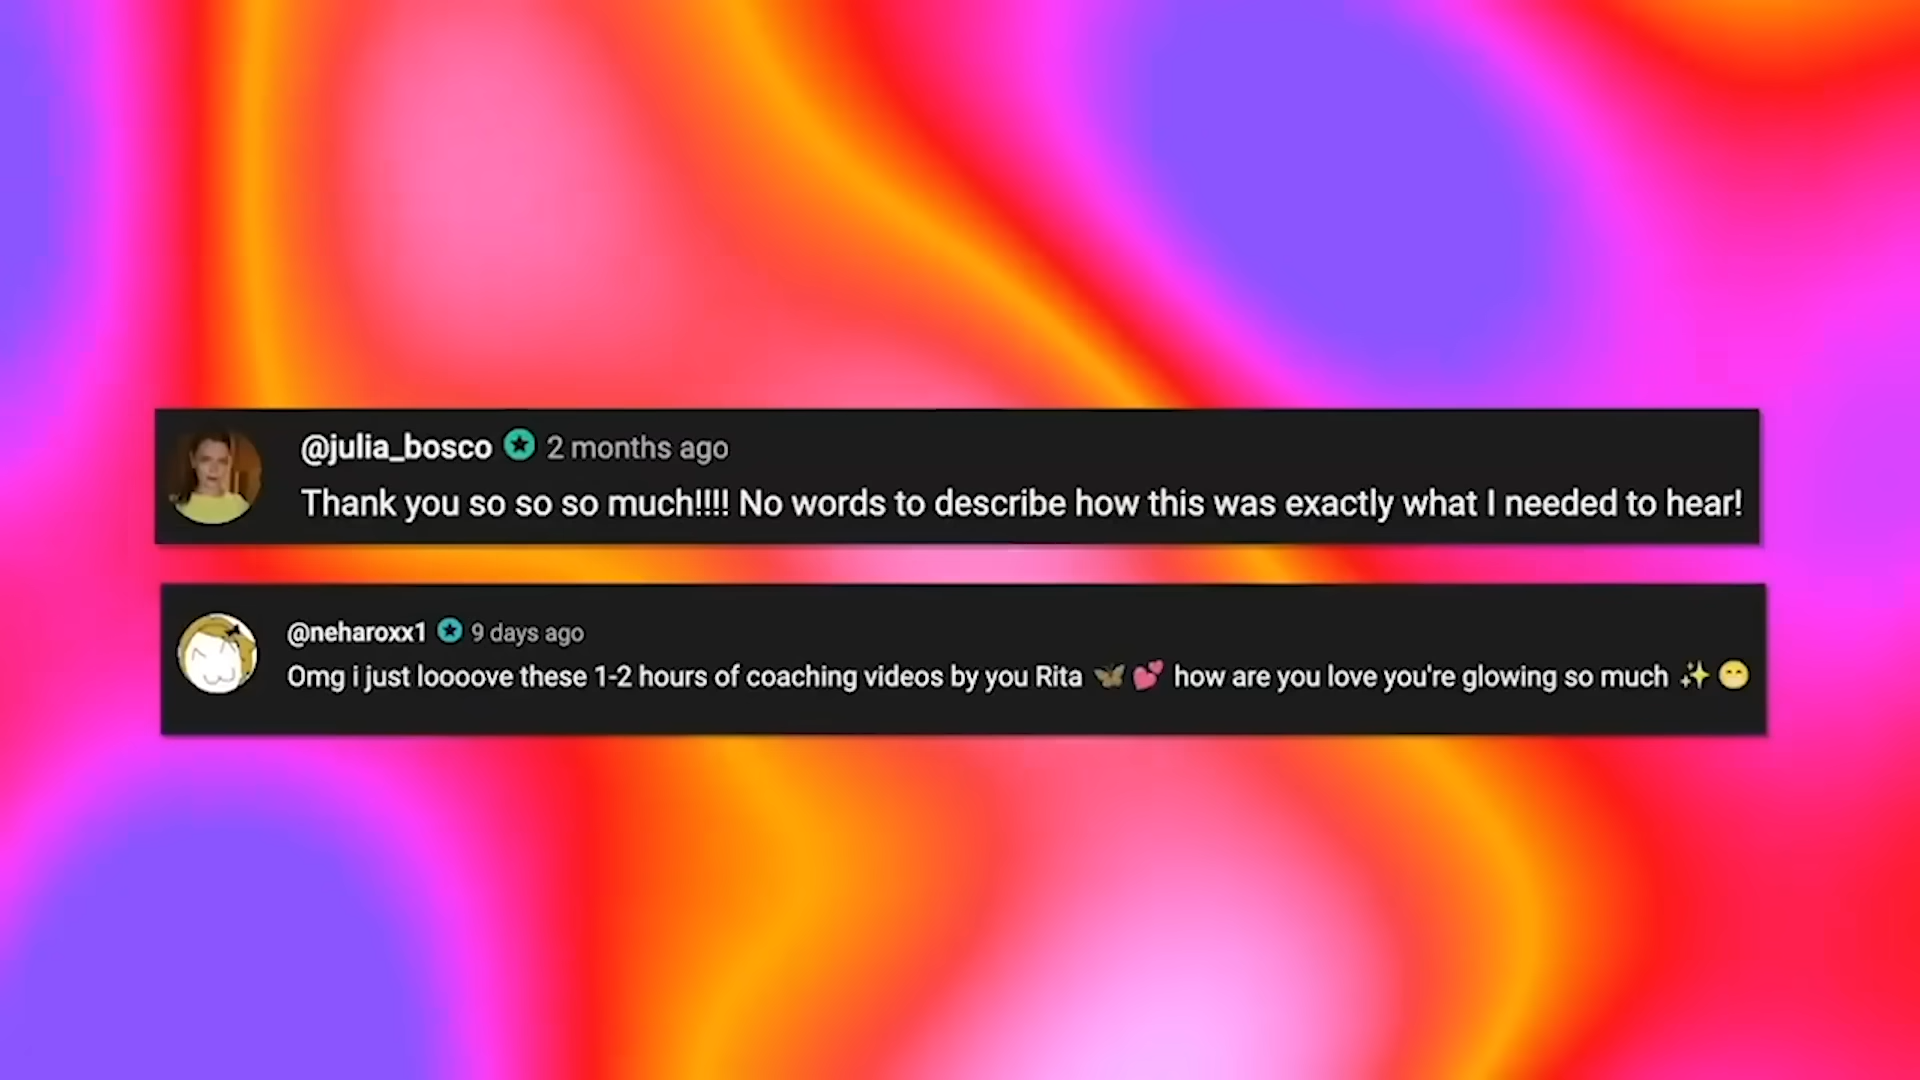 @julia_bosco 2 months ago
Thank you so so so much!!!! No words to describe how this was exactly what I needed to hear!
@neharoxx1 9 days ago
Omg i just loooove these 1-2 hours of coaching videos by you Rita 🦋 💕 how are you love you're glowing so much ✨ 😁